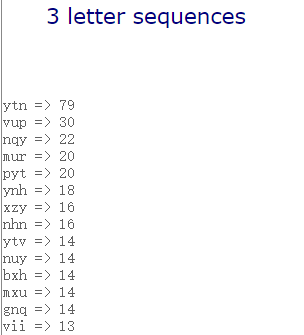 3 letter sequences
ytn => 79
vup => 30
nqy => 22
mur => 20
pyt => 20
ynh => 18
xzy => 16
nhn => 16
ytv => 14
nuy => 14
bxh => 14
mxu => 14
gnq => 14
vii => 13